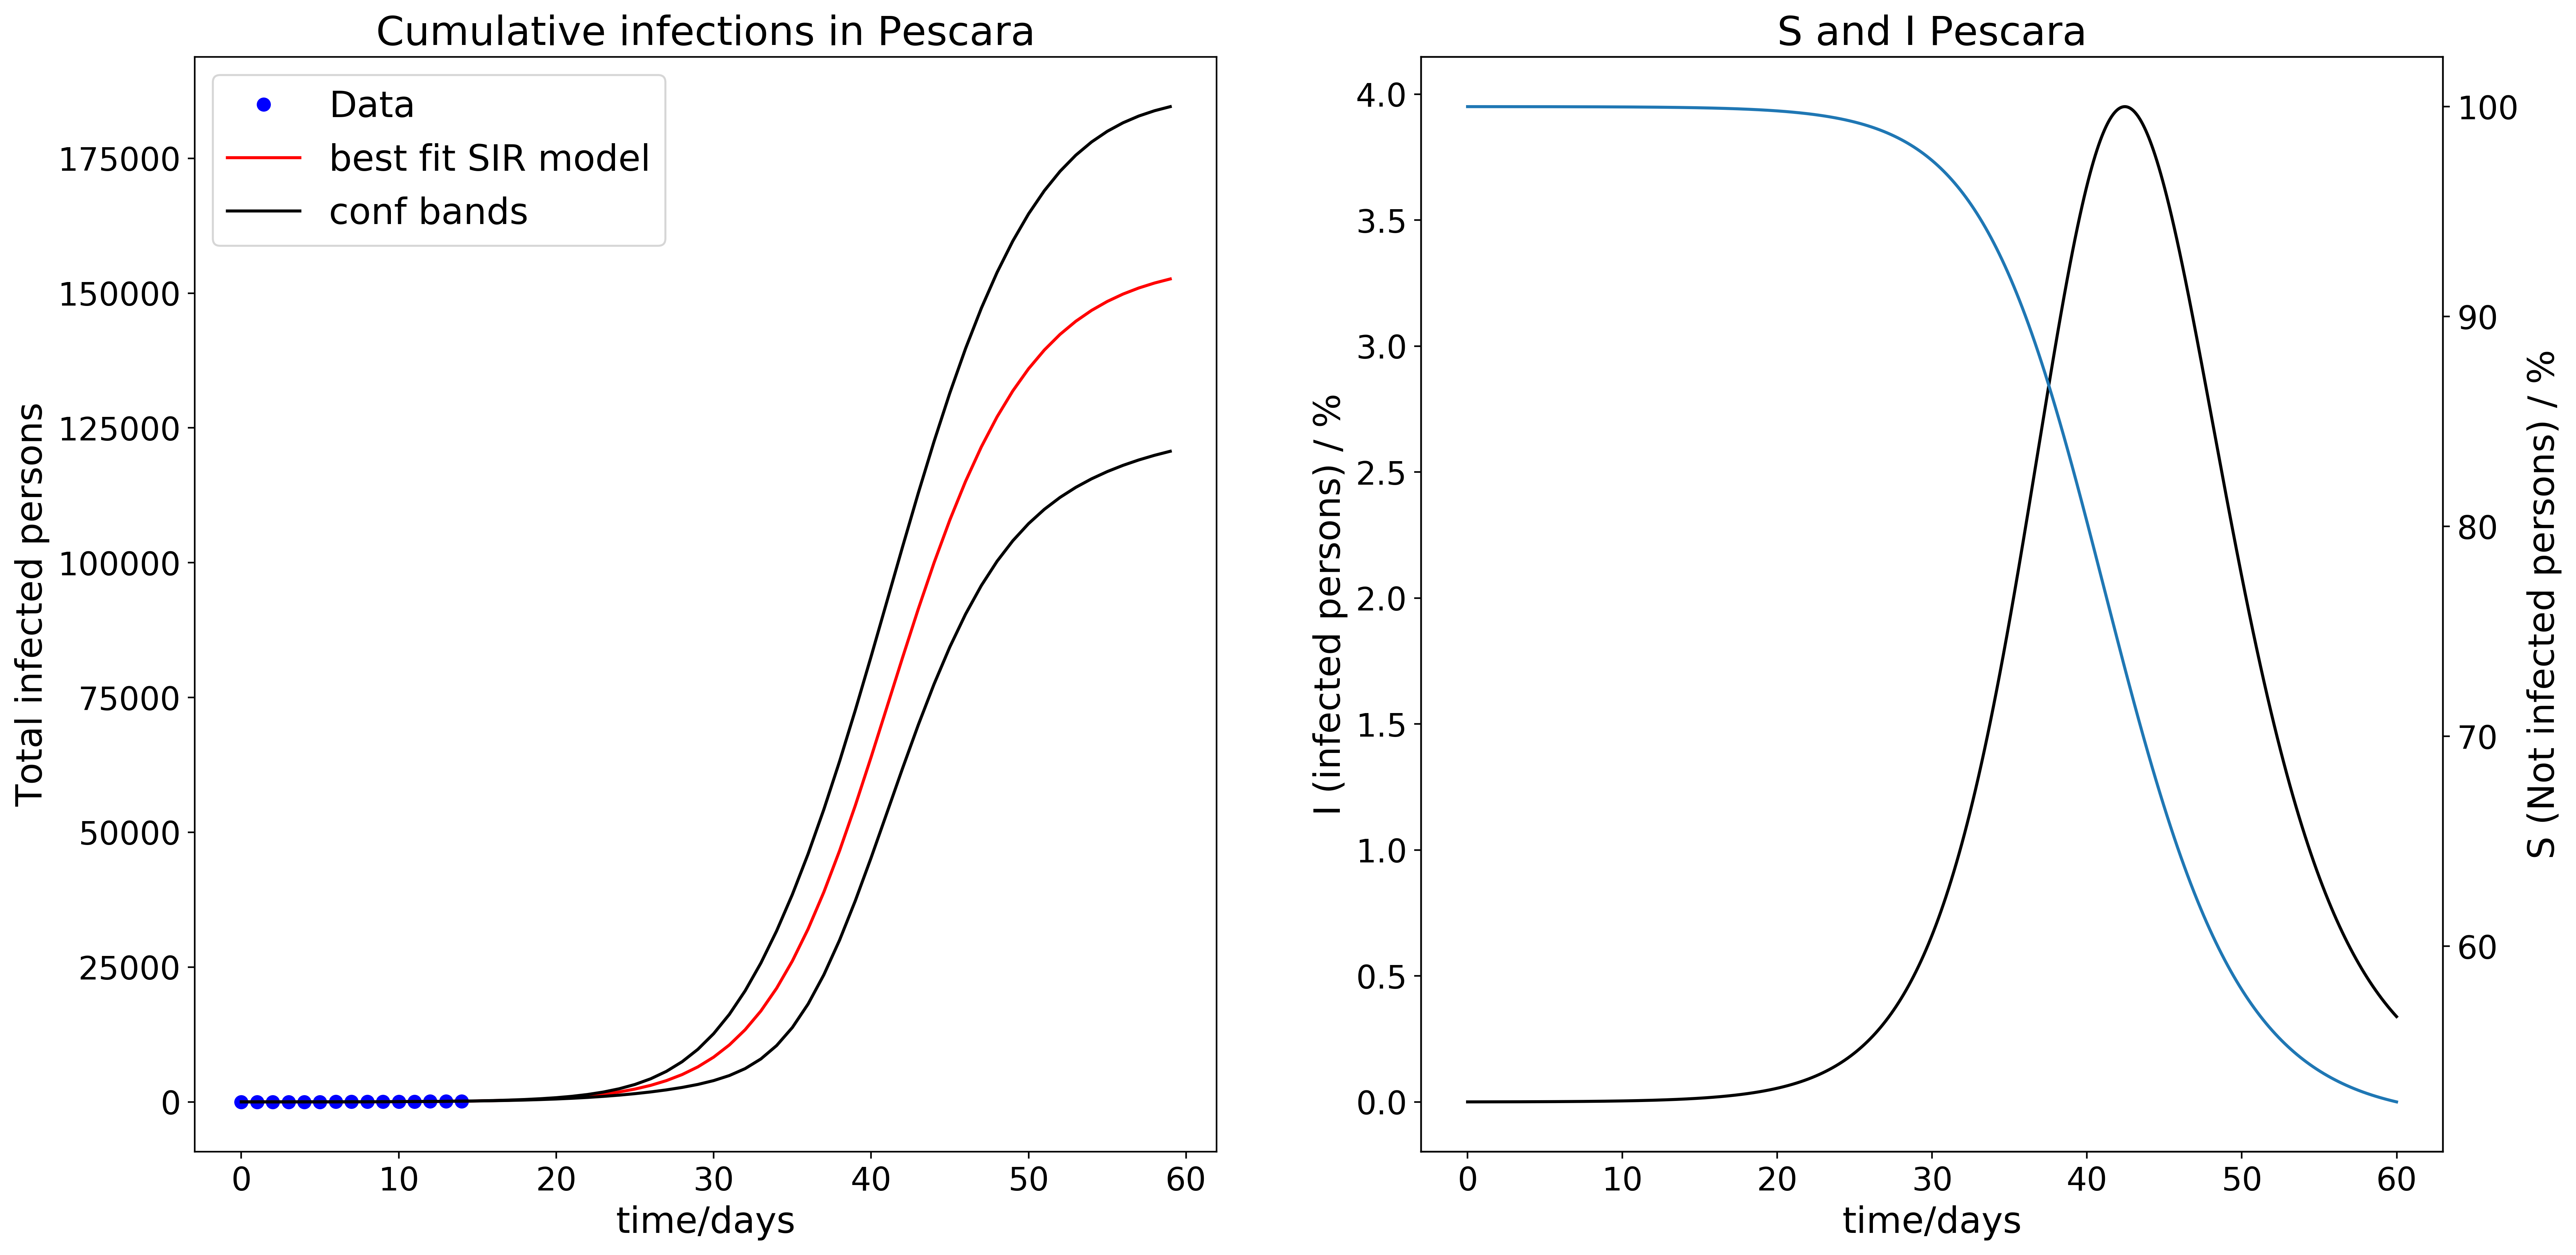 Cumulative infections in Pescara
Data
best fit SIR model
conf bands
Total infected persons
175000
150000
125000
100000
75000
50000
25000
0
0 10 20 30 40 50 60
time/days
S and I Pescara
I (infected persons) / %
4.0
3.5
3.0
2.5
2.0
1.5
1.0
0.5
0.0
100
90
80
70
60
S (Not infected persons) / %
0 10 20 30 40 50 60
time/days